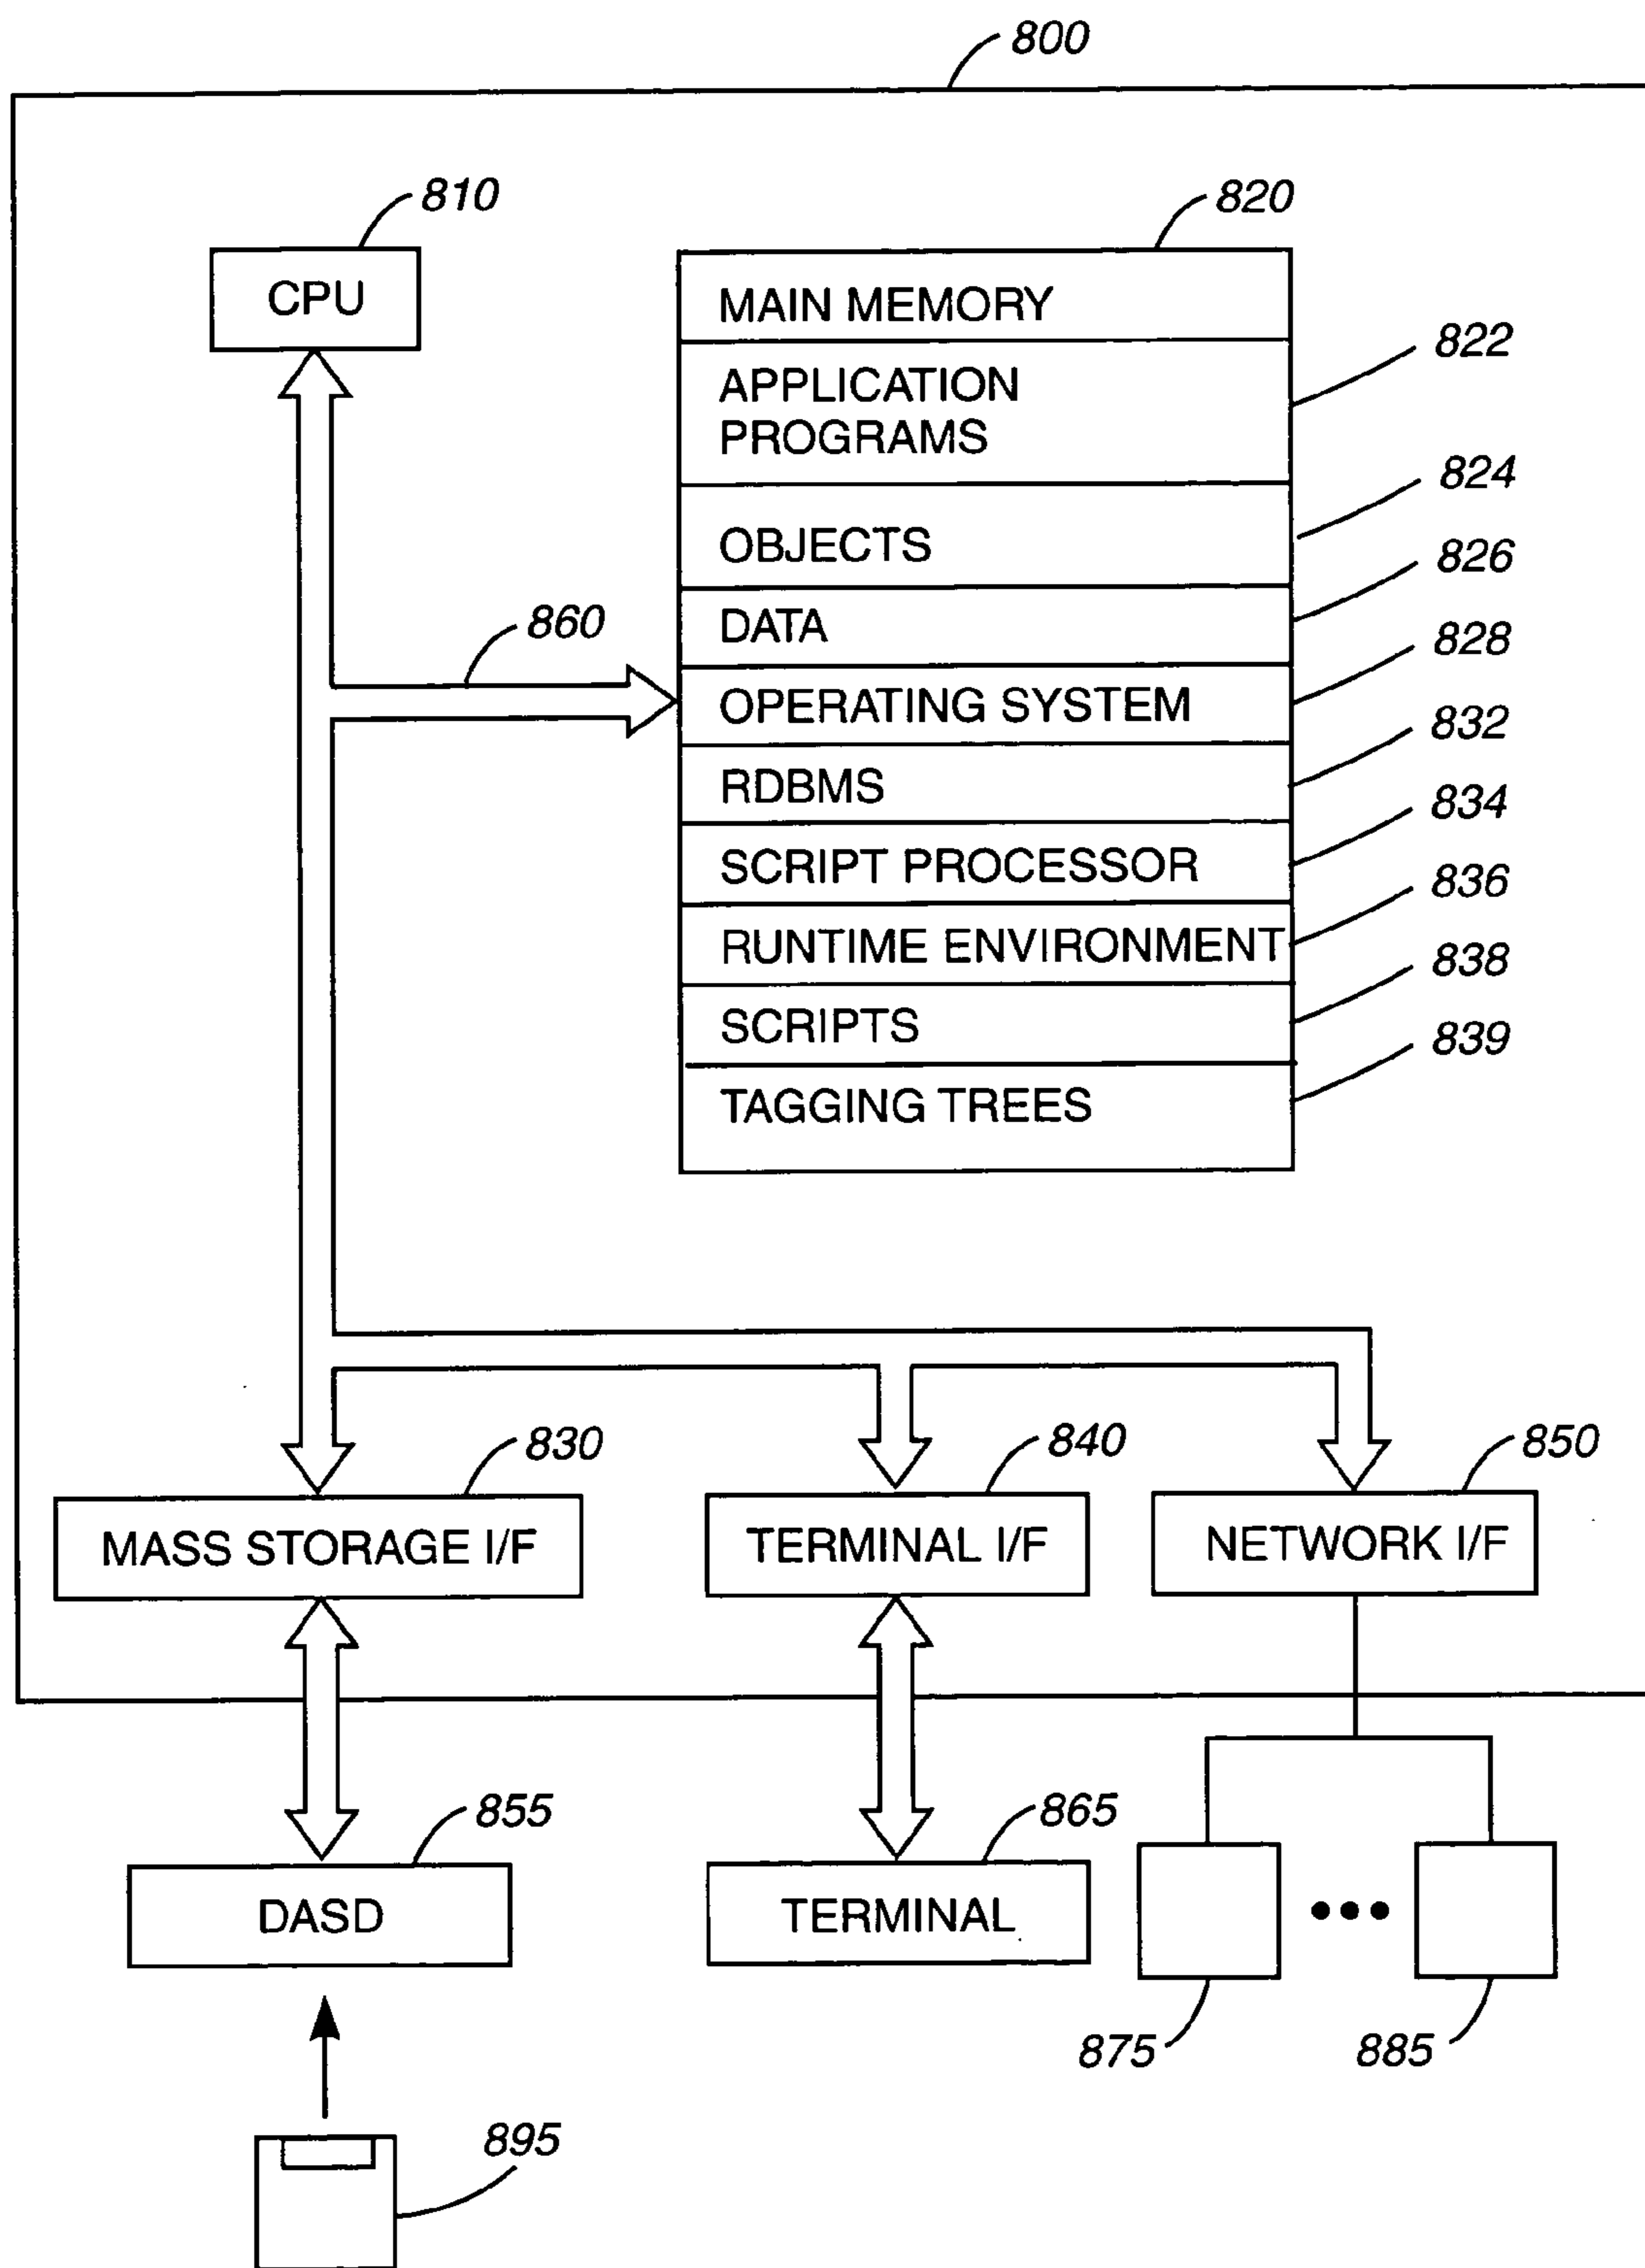 800
810
820
CPU
MAIN MEMORY
822
APPLICATION
PROGRAMS
824
OBJECTS
826
DATA
860
828
OPERATING SYSTEM
832
RDBMS
834
SCRIPT PROCESSOR
836
RUNTIME ENVIRONMENT
838
SCRIPTS
839
TAGGING TREES
830
840
850
MASS STORAGE I/F
TERMINAL I/F
NETWORK I/F
855
865
DASD
TERMINAL
875
885
895